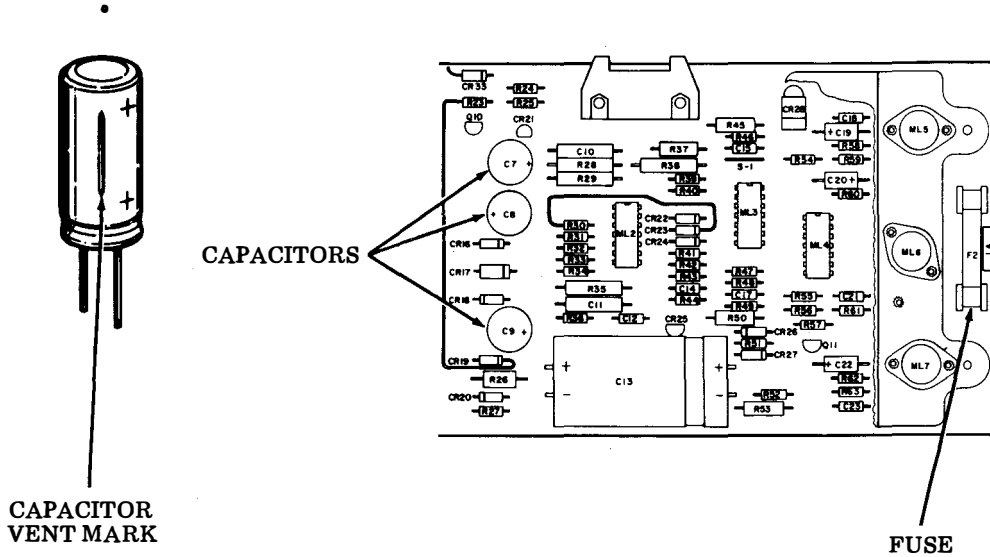 CAPACITOR
VENT MARK
CAPACITORS
FUSE
CR33
R24
R23
R25
Q10
CR21
C7 +
+ C8
CR16
CR17
CR18
C9 +
CR19
R26
CR20
R27
C10
R28
R29
R37
R38
R39
R40
R45
R46
C15
S-1
R30
R31
R32
R33
R34
ML2
CR22
CR23
CR24
R41
R42
R43
C14
R44
R35
C11
R36
C12
CR25
ML3
R47
R48
C17
R49
R50
CR26
R51
CR27
+ C13 +
- -
R52
R53
CR28
C18
+ C19
R58
R54
R59
C20 +
R60
ML4
R55
C21
R56
R61
R57
Q11
+ C22
R62
R63
C23
ML5
ML6
ML7
F2
+
+